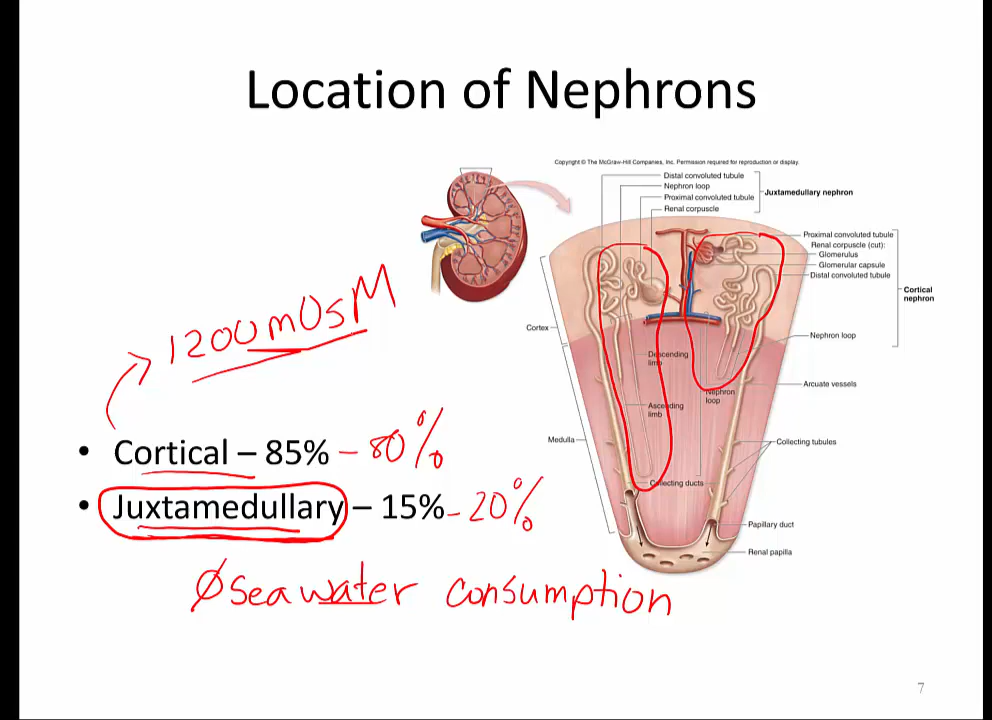 Location of Nephrons
Copyright © The McGraw-Hill Companies, Inc. Permission required for reproduction or display.
Distal convoluted tubule
Nephron loop
Proximal convoluted tubule
Renal corpuscle
Juxtamedullary nephron
Proximal convoluted tubule
Renal corpuscle (cut):
Glomerulus
Glomerular capsule
Distal convoluted tubule
Cortical
nephron
Cortex
Nephron loop
Descending
limb
Arcuate vessels
Nephron
loop
Ascending
limb
Medulla
Collecting tubules
Collecting ducts
Papillary duct
Renal papilla
1200 mOsM
• Cortical – 85% – 80%
• Juxtamedullary – 15% – 20%
Ø sea water consumption
7